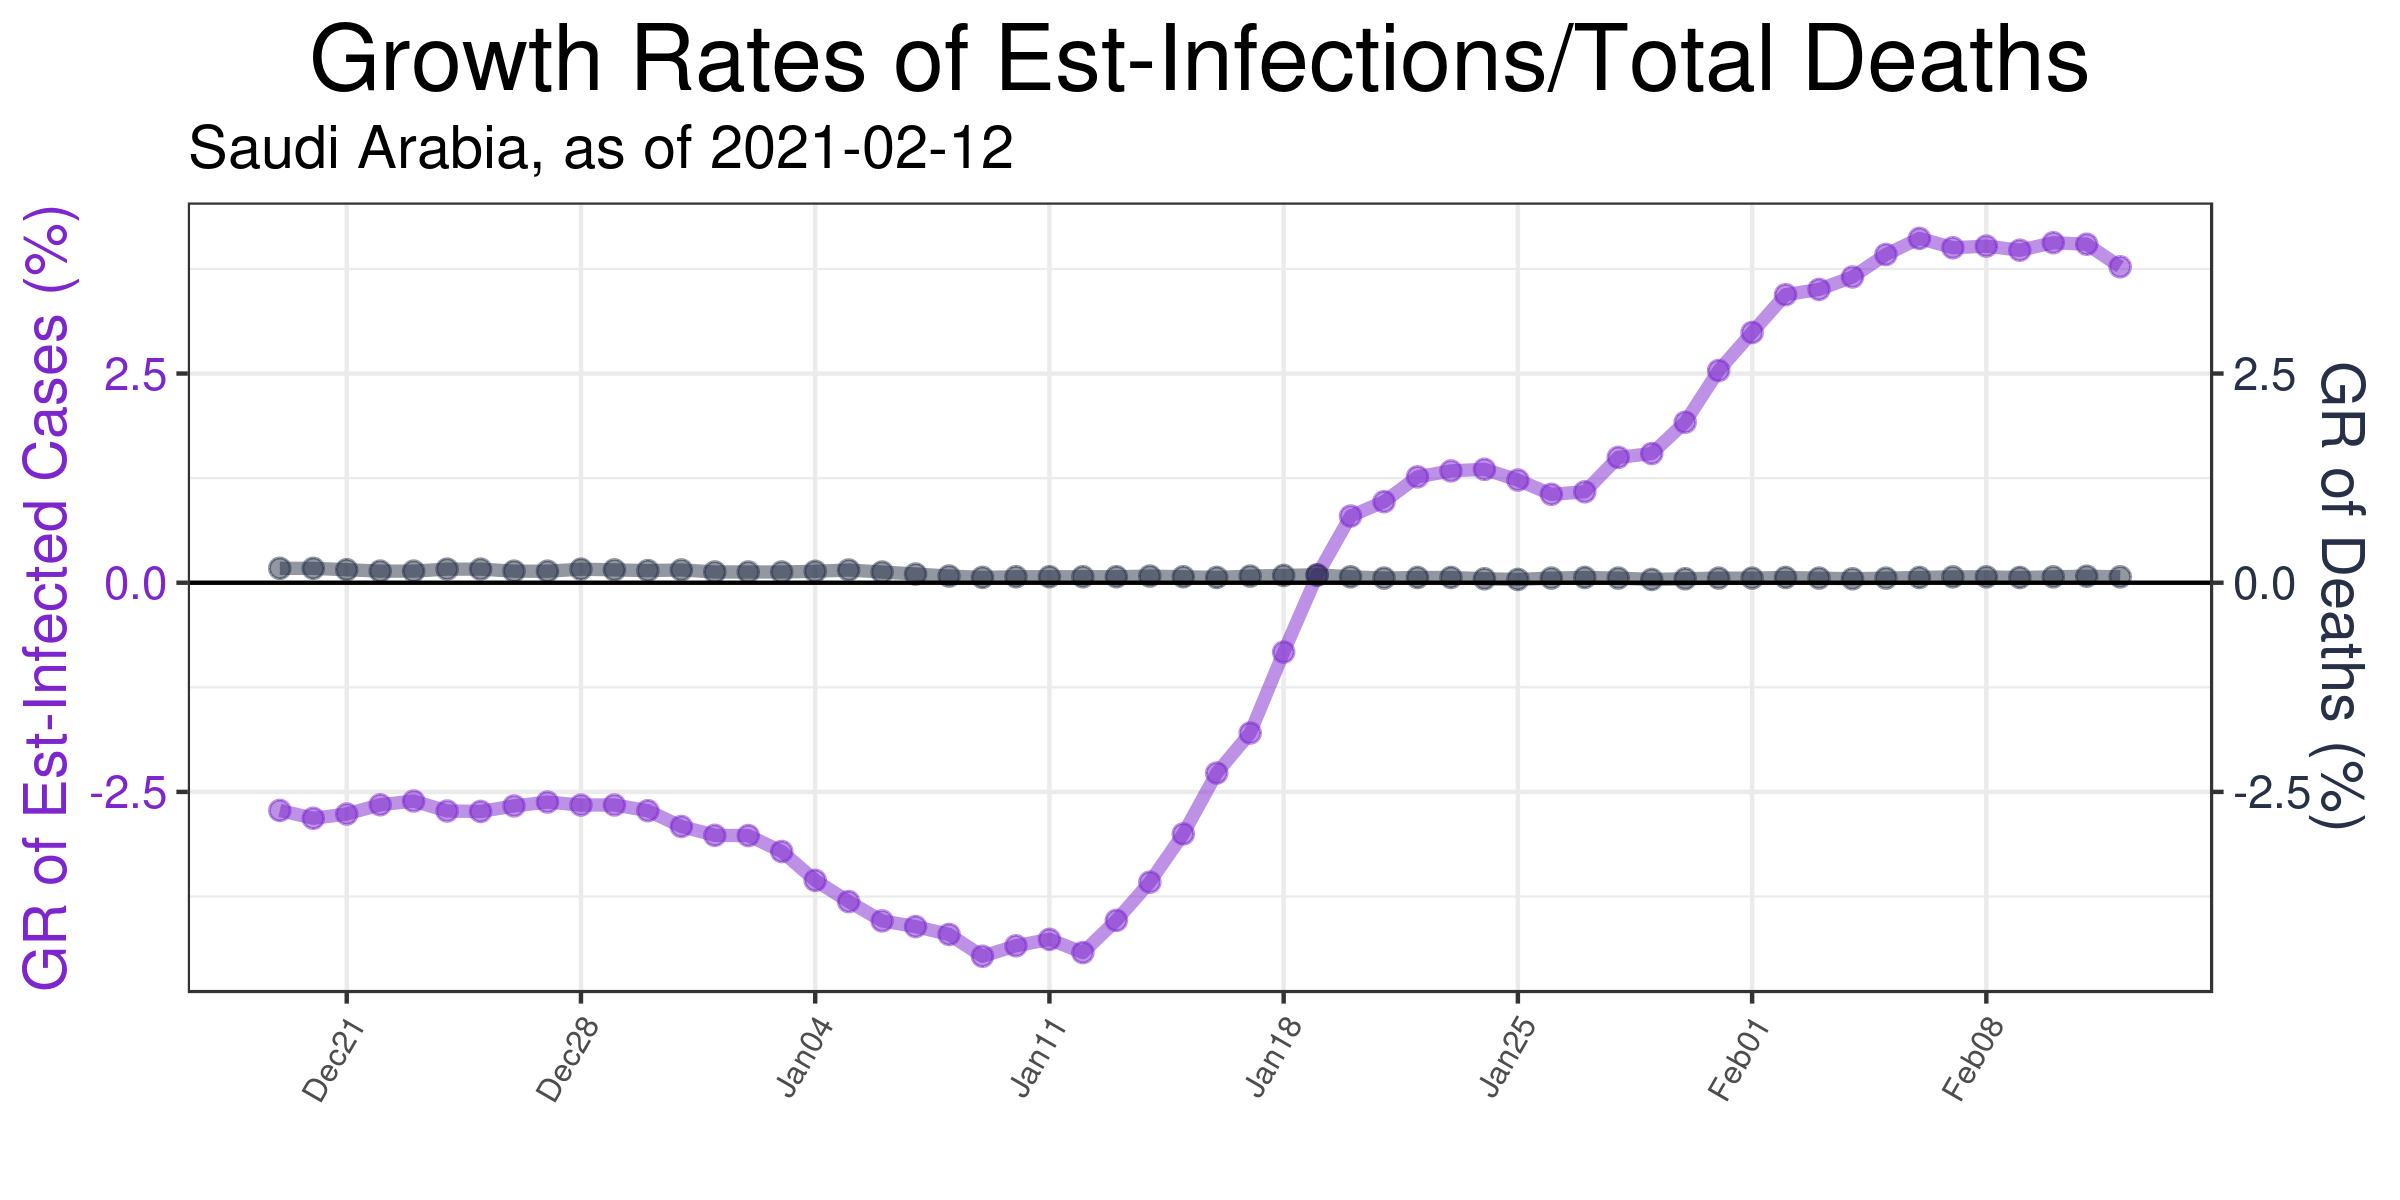 Growth Rates of Est-Infections/Total Deaths
Saudi Arabia, as of 2021-02-12
GR of Est-Infected Cases (%)
2.5
0.0
-2.5
2.5
0.0
-2.5
GR of Deaths (%)
Dec21
Dec28
Jan04
Jan11
Jan18
Jan25
Feb01
Feb08